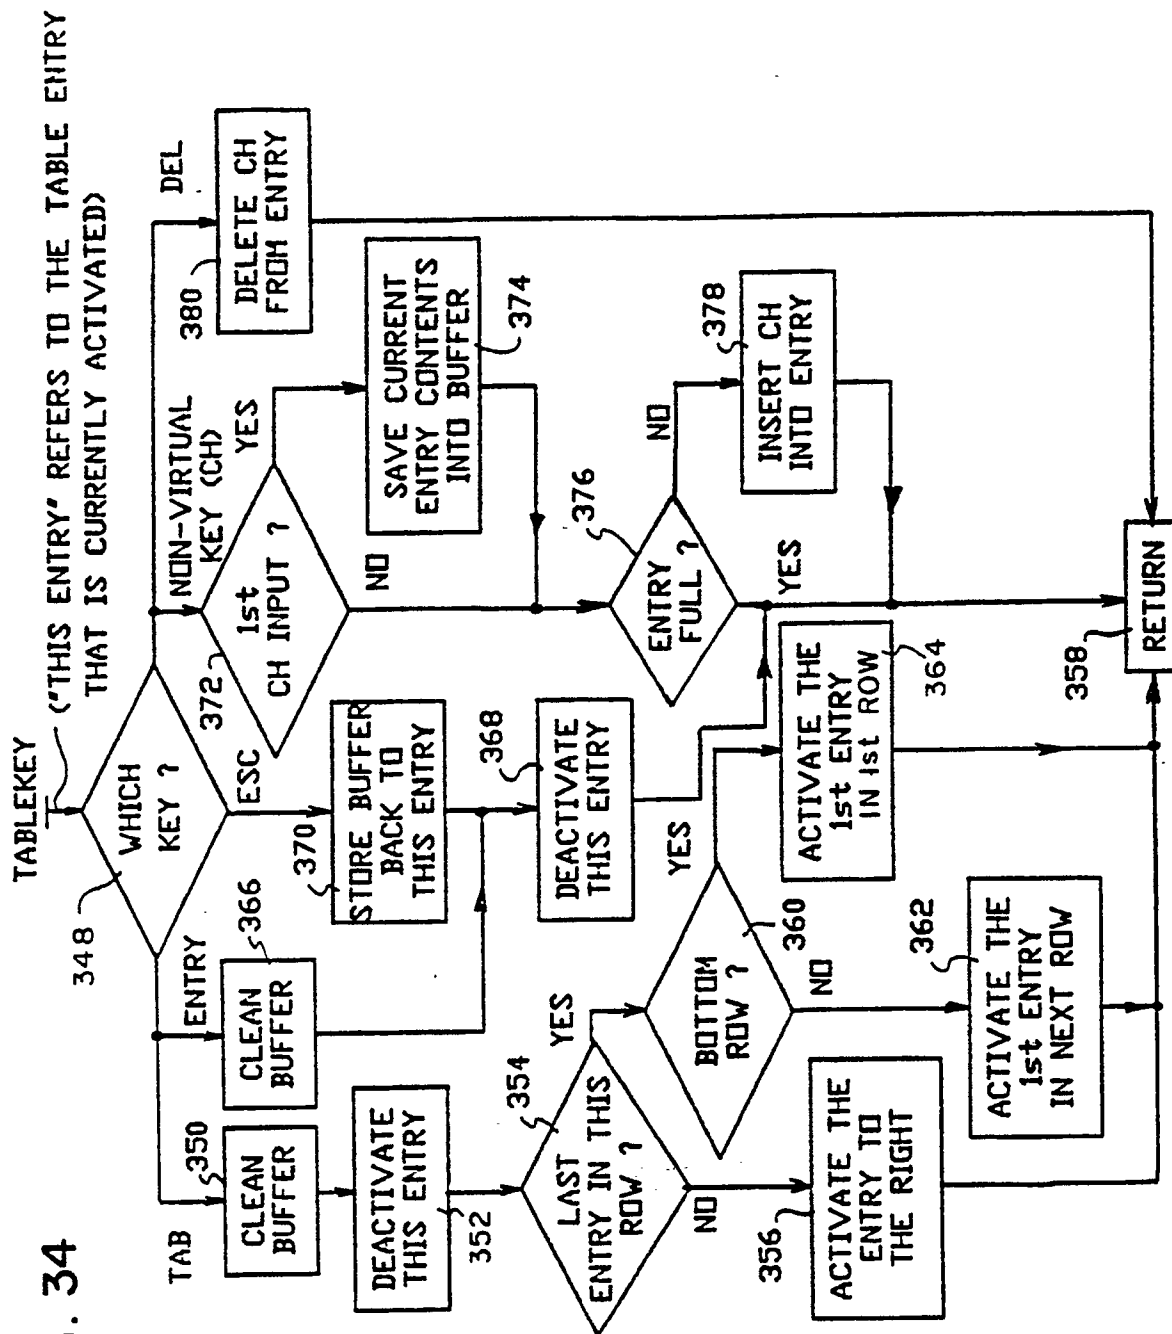 TABLEKEY
("THIS ENTRY" REFERS TO THE TABLE ENTRY
THAT IS CURRENTLY ACTIVATED)
348
WHICH
KEY ?
TAB
ENTRY
ESC
NON-VIRTUAL
KEY (CH)
DEL
350
CLEAN
BUFFER
366
CLEAN
BUFFER
370
STORE BUFFER
BACK TO
THIS ENTRY
372
1st
CH INPUT ?
YES
NO
380
DELETE CH
FROM ENTRY
SAVE CURRENT
ENTRY CONTENTS
INTO BUFFER
374
DEACTIVATE
THIS ENTRY
352
368
DEACTIVATE
THIS ENTRY
376
ENTRY
FULL ?
NO
YES
378
INSERT CH
INTO ENTRY
354
LAST
ENTRY IN THIS
ROW ?
YES
NO
BOTTOM
ROW ?
360
YES
NO
356
ACTIVATE THE
ENTRY TO
THE RIGHT
362
ACTIVATE THE
1st ENTRY
IN NEXT ROW
ACTIVATE THE
1st ENTRY
IN 1st ROW
364
358
RETURN
. 34